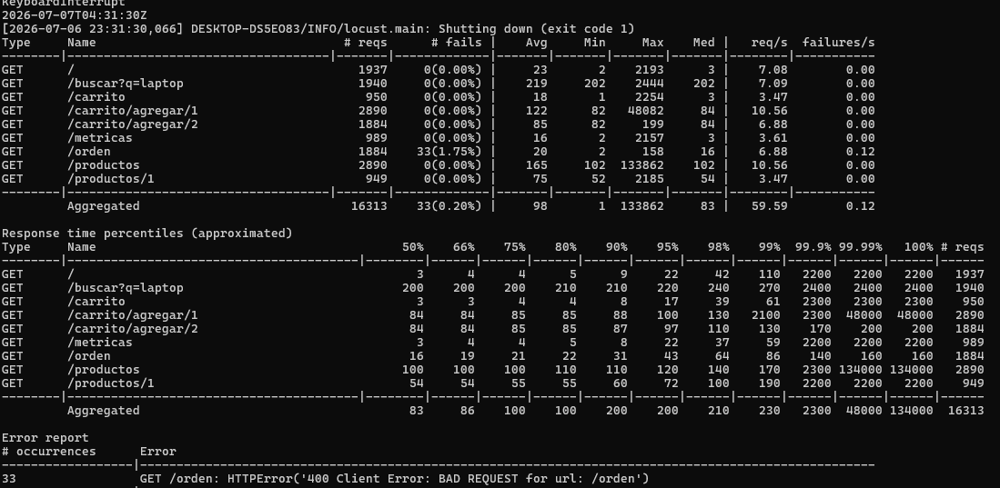 KeyboardInterrupt
2026-07-07T04:31:30Z
[2026-07-06 23:31:30,066] DESKTOP-DS5EO83/INFO/locust.main: Shutting down (exit code 1)
Type     Name                                  # reqs      # fails |    Avg     Min     Max    Med |   req/s  failures/s
--------|------------------------------------|-------|-------------|-------|-------|-------|-------|--------|-----------
GET      /                                       1937     0(0.00%) |     23       2    2193      3 |    7.08        0.00
GET      /buscar?q=laptop                        1940     0(0.00%) |    219     202    2444    202 |    7.09        0.00
GET      /carrito                                 950     0(0.00%) |     18       1    2254      3 |    3.47        0.00
GET      /carrito/agregar/1                      2890     0(0.00%) |    122      82   48082     84 |   10.56        0.00
GET      /carrito/agregar/2                      1884     0(0.00%) |     85      82     199     84 |    6.88        0.00
GET      /metricas                                989     0(0.00%) |     16       2    2157      3 |    3.61        0.00
GET      /orden                                  1884    33(1.75%) |     20       2     158     16 |    6.88        0.12
GET      /productos                              2890     0(0.00%) |    165     102  133862    102 |   10.56        0.00
GET      /productos/1                             949     0(0.00%) |     75      52    2185     54 |    3.47        0.00
--------|------------------------------------|-------|-------------|-------|-------|-------|-------|--------|-----------
         Aggregated                             16313    33(0.20%) |     98       1  133862     83 |   59.59        0.12
Response time percentiles (approximated)
Type     Name                                          50%    66%    75%    80%    90%    95%    98%    99%  99.9% 99.99%   100% # reqs
--------|----------------------------------------|--------|------|------|------|------|------|------|------|------|------|------|------
GET      /                                               3      4      4      5      9     22     42    110   2200   2200   2200   1937
GET      /buscar?q=laptop                              200    200    200    210    210    220    240    270   2400   2400   2400   1940
GET      /carrito                                        3      3      4      4      8     17     39     61   2300   2300   2300    950
GET      /carrito/agregar/1                             84     84     85     85     88    100    130   2100   2300  48000  48000   2890
GET      /carrito/agregar/2                             84     84     85     85     87     97    110    130    170    200    200   1884
GET      /metricas                                       3      4      4      5      8     22     37     59   2200   2200   2200    989
GET      /orden                                         16     19     21     22     31     43     64     86    140    160    160   1884
GET      /productos                                    100    100    100    110    110    120    140    170   2300 134000 134000   2890
GET      /productos/1                                   54     54     55     55     60     72    100    190   2200   2200   2200    949
--------|----------------------------------------|--------|------|------|------|------|------|------|------|------|------|------|------
         Aggregated                                     83     86    100    100    200    200    210    230   2300  48000 134000  16313
Error report
# occurrences      Error
------------------|---------------------------------------------------------------------------------------------
33                 GET /orden: HTTPError('400 Client Error: BAD REQUEST for url: /orden')